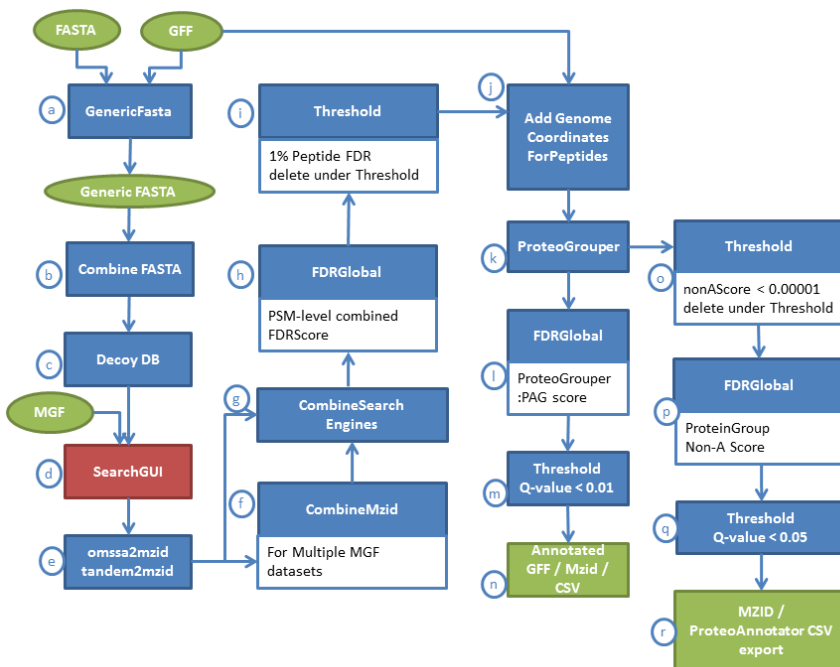 FASTA
GFF
a
GenericFasta
Generic FASTA
b
Combine FASTA
c
Decoy DB
MGF
d
SearchGUI
e
omssa2mzid
tandem2mzid
f
CombineMzid
For Multiple MGF
datasets
g
CombineSearch
Engines
h
FDRGlobal
PSM-level combined
FDRScore
i
Threshold
1% Peptide FDR
delete under Threshold
j
Add Genome
Coordinates
ForPeptides
k
ProteoGrouper
l
FDRGlobal
ProteoGrouper
:PAG score
m
Threshold
Q-value < 0.01
n
Annotated
GFF / Mzid /
CSV
o
Threshold
nonAScore < 0.00001
delete under Threshold
p
FDRGlobal
ProteinGroup
Non-A Score
q
Threshold
Q-value < 0.05
r
MZID /
ProteoAnnotator CSV
export